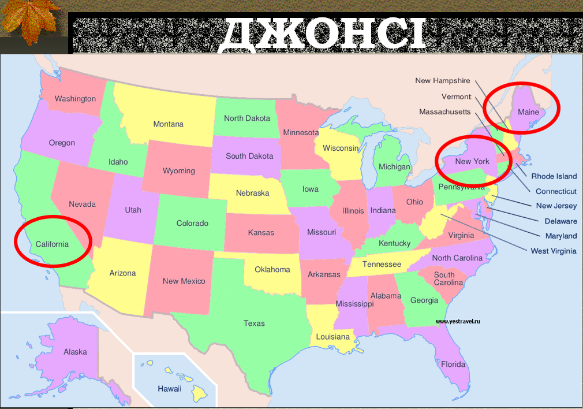 ДЖОНСІ
New Hampshire
Vermont
Massachusetts
Washington
Montana
North Dakota
Minnesota
Maine
Oregon
Idaho
Wyoming
South Dakota
Wisconsin
Michigan
New York
Nevada
Utah
Colorado
Nebraska
Iowa
Illinois
Indiana
Ohio
Pennsylvania
Rhode Island
Connecticut
New Jersey
Delaware
Maryland
West Virginia
California
Arizona
New Mexico
Kansas
Missouri
Kentucky
Virginia
Oklahoma
Arkansas
Tennessee
North Carolina
South
Carolina
Texas
Mississippi
Alabama
Georgia
Louisiana
www.yestravel.ru
Florida
Alaska
Hawaii